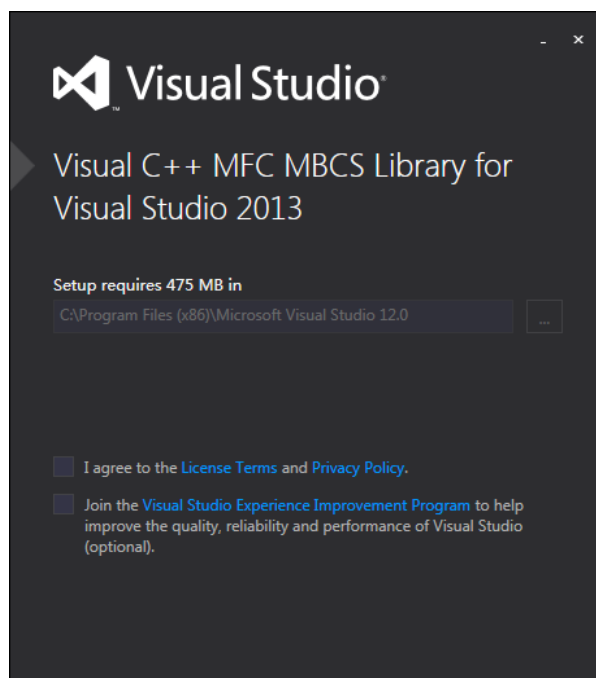 Visual Studio®
™
Visual C++ MFC MBCS Library for
Visual Studio 2013
Setup requires 475 MB in
C:\Program Files (x86)\Microsoft Visual Studio 12.0
...
I agree to the License Terms and Privacy Policy.
Join the Visual Studio Experience Improvement Program to help
improve the quality, reliability and performance of Visual Studio
(optional).